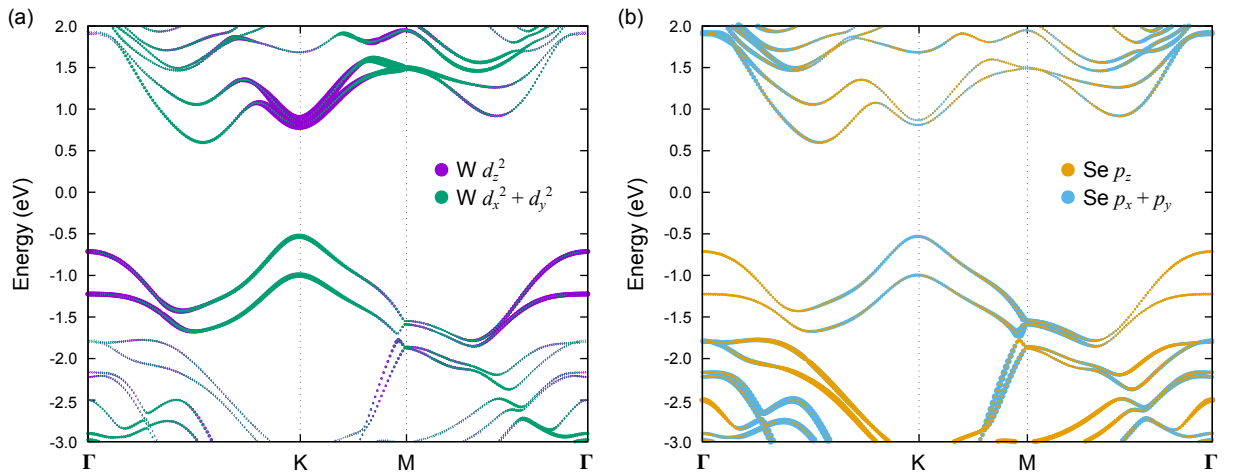 (a)
Energy (eV)
2.0
1.5
1.0
0.5
0.0
-0.5
-1.0
-1.5
-2.0
-2.5
-3.0
W d_z^2
W d_x^2 + d_y^2
Γ K M Γ
(b)
Energy (eV)
2.0
1.5
1.0
0.5
0.0
-0.5
-1.0
-1.5
-2.0
-2.5
-3.0
Se p_z
Se p_x + p_y
Γ K M Γ